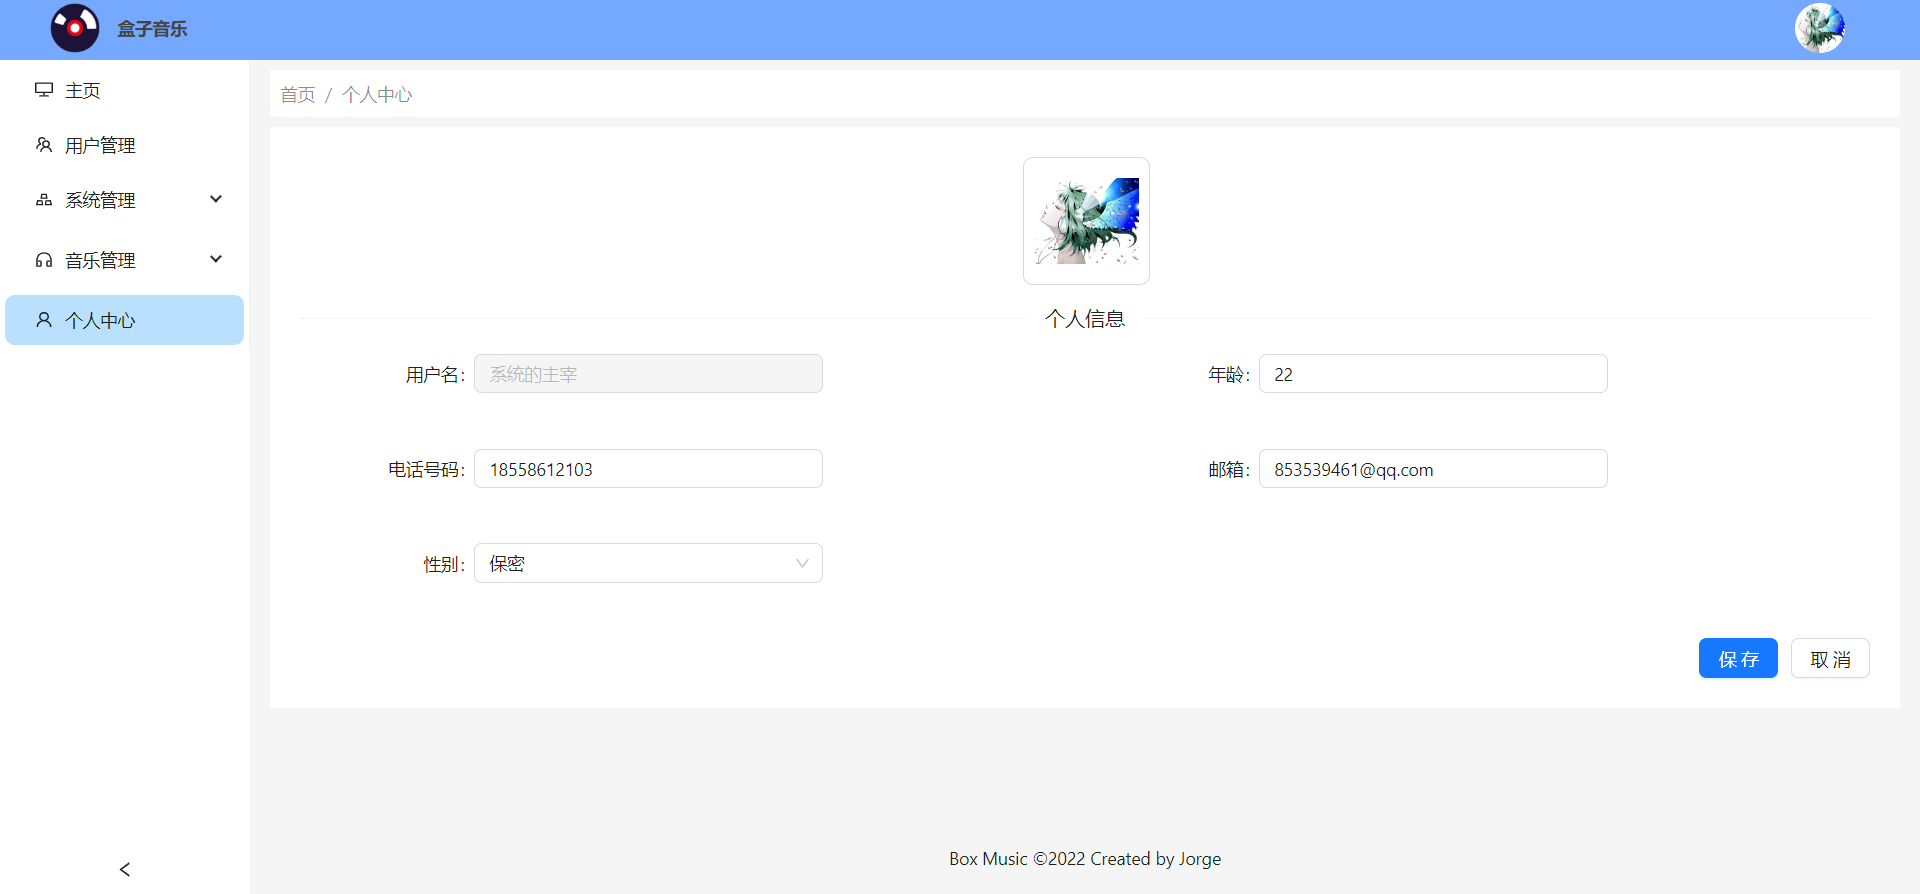 盒子音乐
主页
用户管理
系统管理
音乐管理
个人中心
首页 / 个人中心
个人信息
用户名: 系统的主宰
年龄: 22
电话号码: 18558612103
邮箱: 853539461@qq.com
性别: 保密
保 存 取 消
Box Music ©2022 Created by Jorge